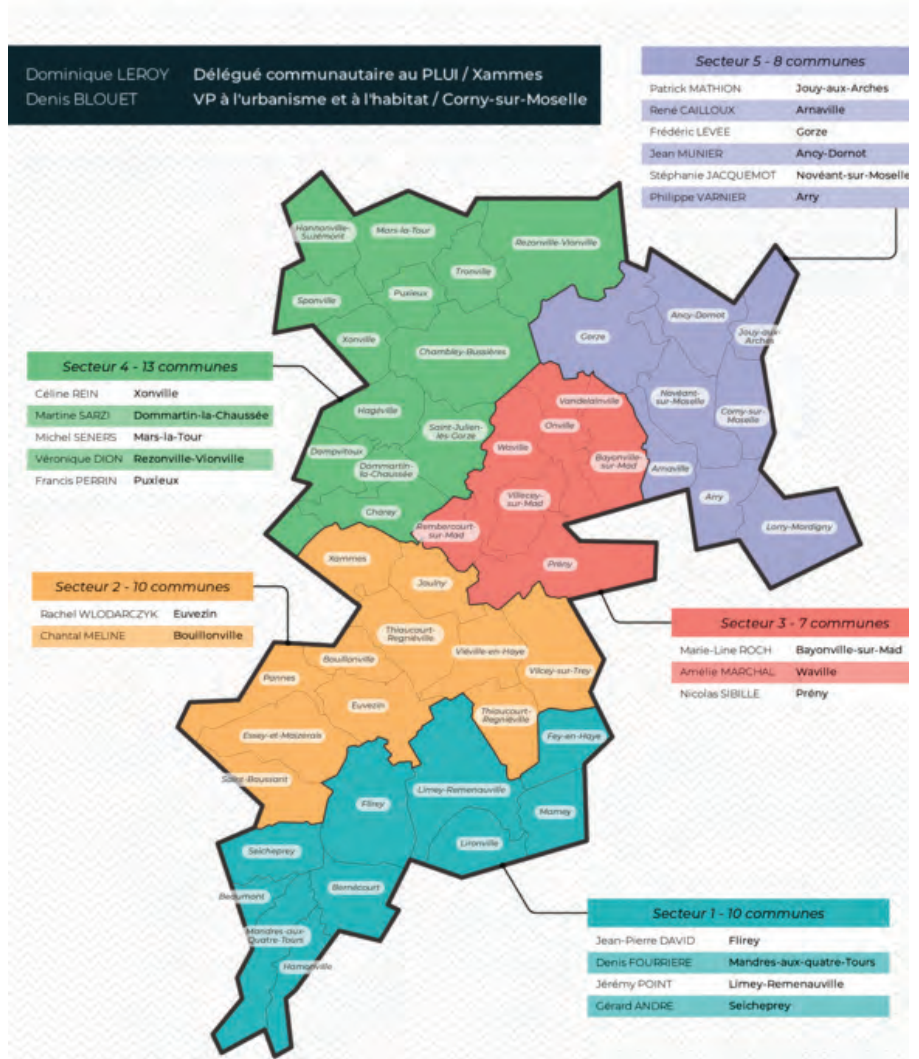 Dominique LEROY Délégué communautaire au PLUI / Xammes
Denis BLOUET VP à l'urbanisme et à l'habitat / Corny-sur-Moselle
Secteur 5 - 8 communes
Patrick MATHION Jouy-aux-Arches
René CAILLOUX Arnaville
Frédéric LEVEE Gorze
Jean MUNIER Ancy-Dornot
Stéphanie JACQUEMOT Novéant-sur-Moselle
Philippe VARNIER Arry
Hannonville-
Suzémont
Mars-la-Tour
Rezonville-Vionville
Tronville
Puxieux
Sponville
Xonville
Chambley-Bussières
Ancy-Dornot
Gorze
Jouy-aux-
Arches
Novéant-
sur-Moselle
Corny-sur-
Moselle
Arnaville
Arry
Lorry-Mardigny
Secteur 4 - 13 communes
Céline REIN Xonville
Martine SARZI Dommartin-la-Chaussée
Michel SENERS Mars-la-Tour
Véronique DION Rezonville-Vionville
Francis PERRIN Puxieux
Hagéville
Saint-Julien-
lès-Gorze
Dampvitoux
Dommartin-
la-Chaussée
Charey
Vandelainville
Onville
Waville
Bayonville-
sur-Mad
Villecey-
sur-Mad
Rembercourt-
sur-Mad
Prény
Secteur 2 - 10 communes
Rachel WLODARCZYK Euvezin
Chantal MELINE Bouillonville
Secteur 3 - 7 communes
Marie-Line ROCH Bayonville-sur-Mad
Amélie MARCHAL Waville
Nicolas SIBILLE Prény
Xammes
Jaulny
Thiaucourt-
Regniéville
Bouillonville
Viéville-en-Haye
Pannes
Vilcey-sur-Trey
Euvezin
Thiaucourt-
Regniéville
Essey-et-Maizerais
Saint-Baussant
Fey-en-Haye
Limey-Remenauville
Flirey
Mamey
Lironville
Seicheprey
Beaumont
Bernécourt
Mandres-aux-
Quatre-Tours
Hamonville
Secteur 1 - 10 communes
Jean-Pierre DAVID Flirey
Denis FOURRIERE Mandres-aux-quatre-Tours
Jérémy POINT Limey-Remenauville
Gérard ANDRE Seicheprey